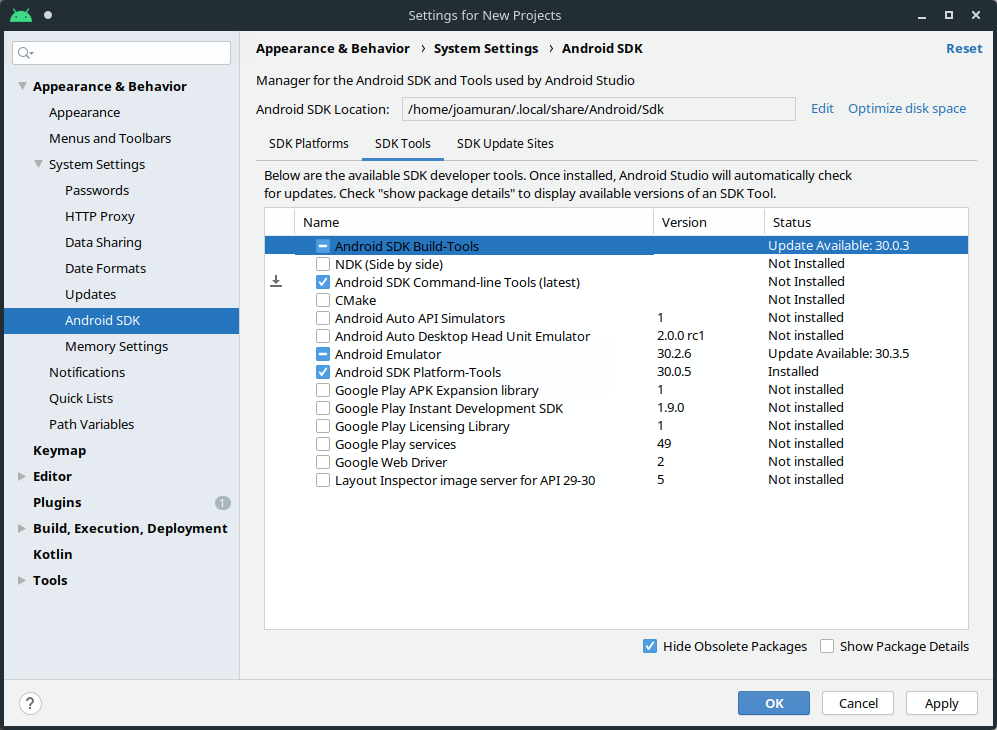 Settings for New Projects
Appearance & Behavior
Appearance
Menus and Toolbars
System Settings
Passwords
HTTP Proxy
Data Sharing
Date Formats
Updates
Android SDK
Memory Settings
Notifications
Quick Lists
Path Variables
Keymap
Editor
Plugins 1
Build, Execution, Deployment
Kotlin
Tools
Appearance & Behavior › System Settings › Android SDK Reset
Manager for the Android SDK and Tools used by Android Studio
Android SDK Location: /home/joamuran/.local/share/Android/Sdk Edit Optimize disk space
SDK Platforms SDK Tools SDK Update Sites
Below are the available SDK developer tools. Once installed, Android Studio will automatically check
for updates. Check "show package details" to display available versions of an SDK Tool.
Name Version Status
Android SDK Build-Tools Update Available: 30.0.3
NDK (Side by side) Not Installed
Android SDK Command-line Tools (latest) Not Installed
CMake Not Installed
Android Auto API Simulators 1 Not installed
Android Auto Desktop Head Unit Emulator 2.0.0 rc1 Not installed
Android Emulator 30.2.6 Update Available: 30.3.5
Android SDK Platform-Tools 30.0.5 Installed
Google Play APK Expansion library 1 Not installed
Google Play Instant Development SDK 1.9.0 Not installed
Google Play Licensing Library 1 Not installed
Google Play services 49 Not installed
Google Web Driver 2 Not installed
Layout Inspector image server for API 29-30 5 Not installed
Hide Obsolete Packages Show Package Details
? OK Cancel Apply